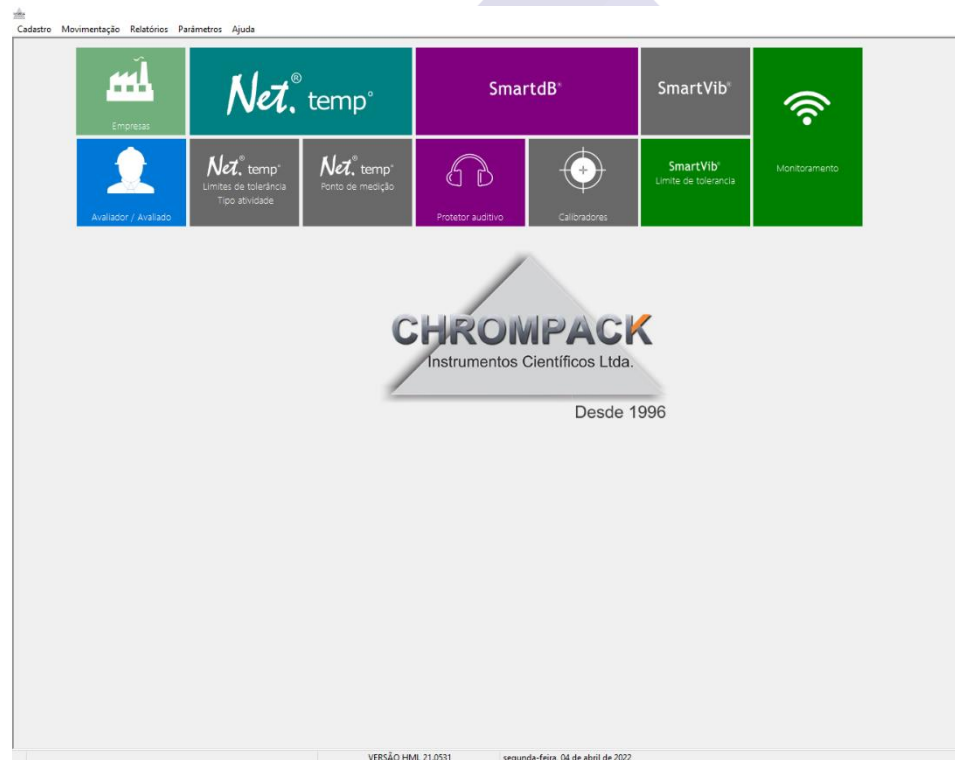 Cadastro Movimentação Relatórios Parâmetros Ajuda
Empresas
Net.® temp°
SmartdB®
SmartVib®
Monitoramento
Avaliador / Avaliado
Net.® temp°
Limites de tolerância
Tipo atividade
Net.® temp°
Ponto de medição
Protetor auditivo
Calibradores
SmartVib®
Limite de tolerancia
CHROMPACK
Instrumentos Científicos Ltda.
Desde 1996
VERSÃO HML 21.0531 segunda-feira, 04 de abril de 2022